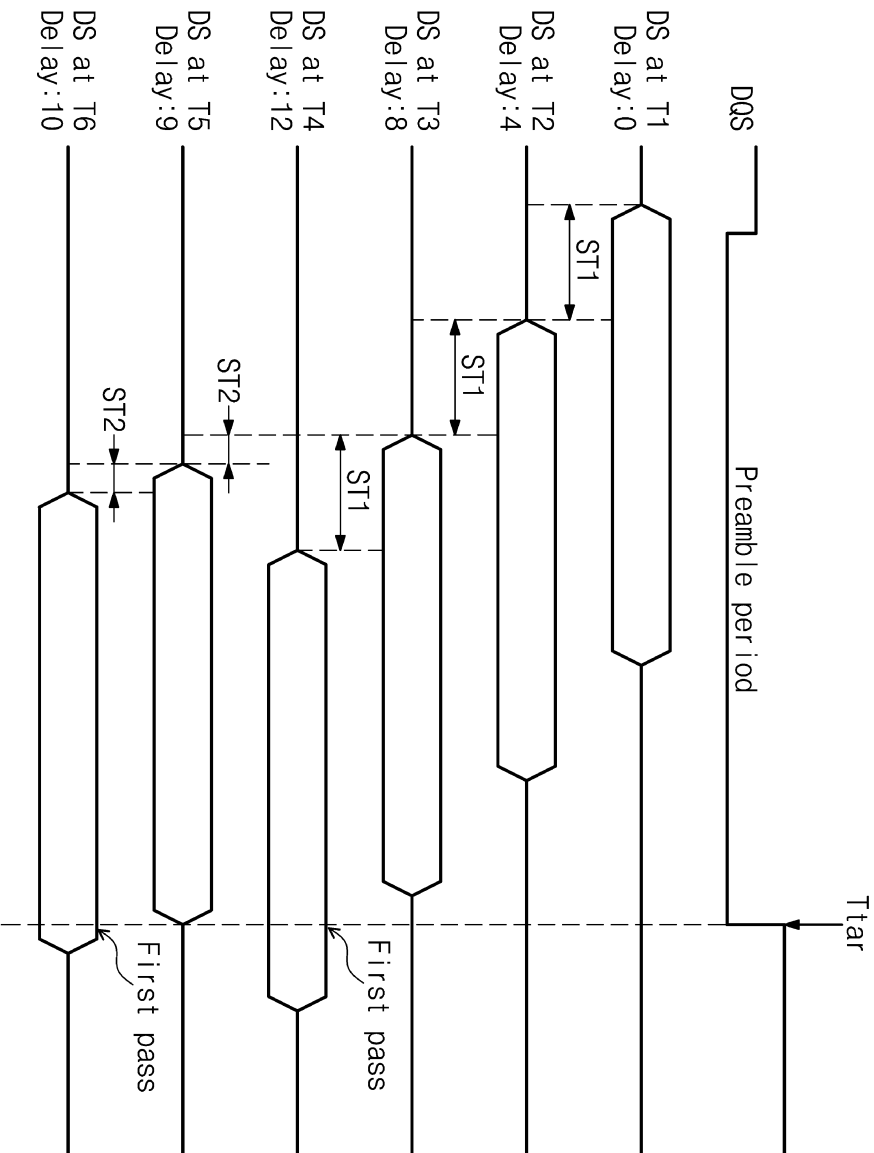 Ttar
DQS
Preamble period
DS at T1
Delay:0
ST1
DS at T2
Delay:4
ST1
DS at T3
Delay:8
ST1
First pass
DS at T4
Delay:12
ST2
DS at T5
Delay:9
ST2
First pass
DS at T6
Delay:10